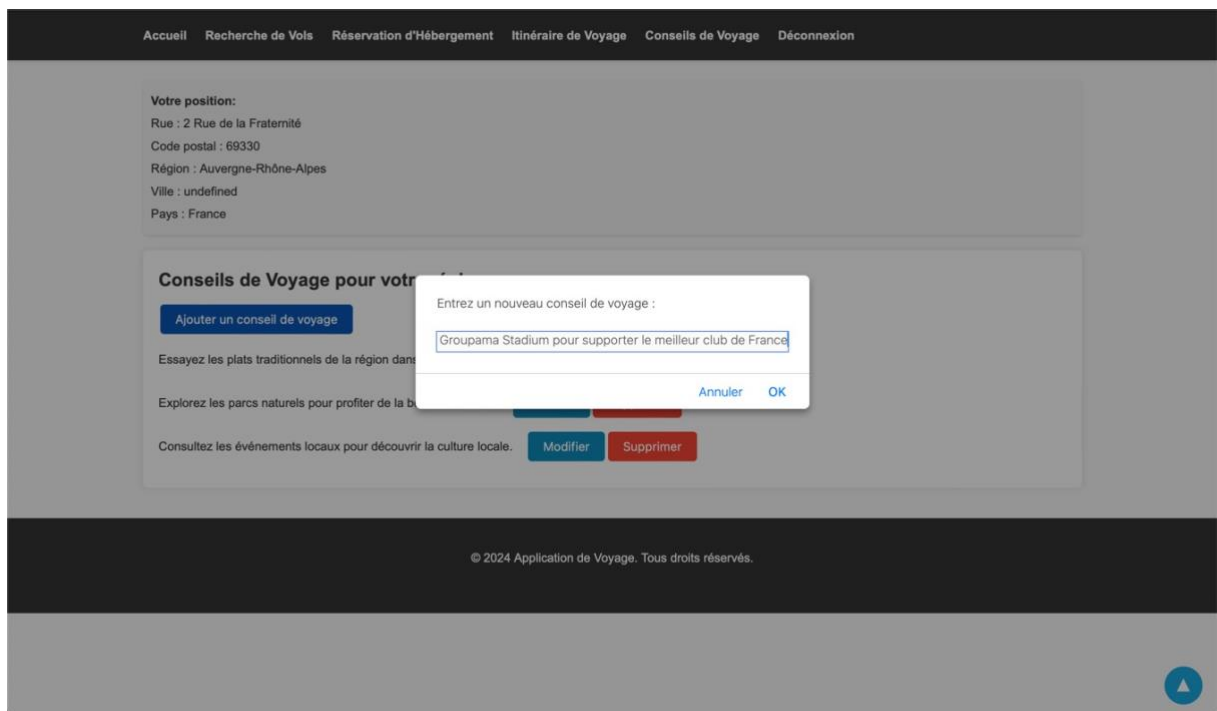 Accueil Recherche de Vols Réservation d'Hébergement Itinéraire de Voyage Conseils de Voyage Déconnexion
Votre position:
Rue : 2 Rue de la Fraternité
Code postal : 69330
Région : Auvergne-Rhône-Alpes
Ville : undefined
Pays : France
Conseils de Voyage pour votr
Ajouter un conseil de voyage
Entrez un nouveau conseil de voyage :
Groupama Stadium pour supporter le meilleur club de France
Annuler OK
Essayez les plats traditionnels de la région dans
Explorez les parcs naturels pour profiter de la b
Consultez les événements locaux pour découvrir la culture locale. Modifier Supprimer
© 2024 Application de Voyage. Tous droits réservés.